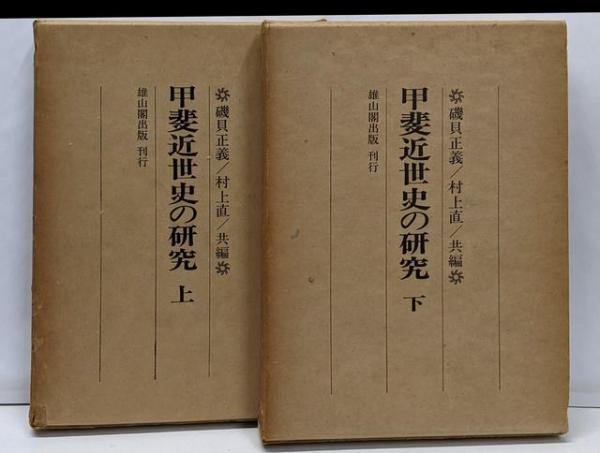 磯貝正義/村上直/共編
甲斐近世史の研究 上
雄山閣出版 刊行
磯貝正義/村上直/共編
甲斐近世史の研究 下
雄山閣出版 刊行